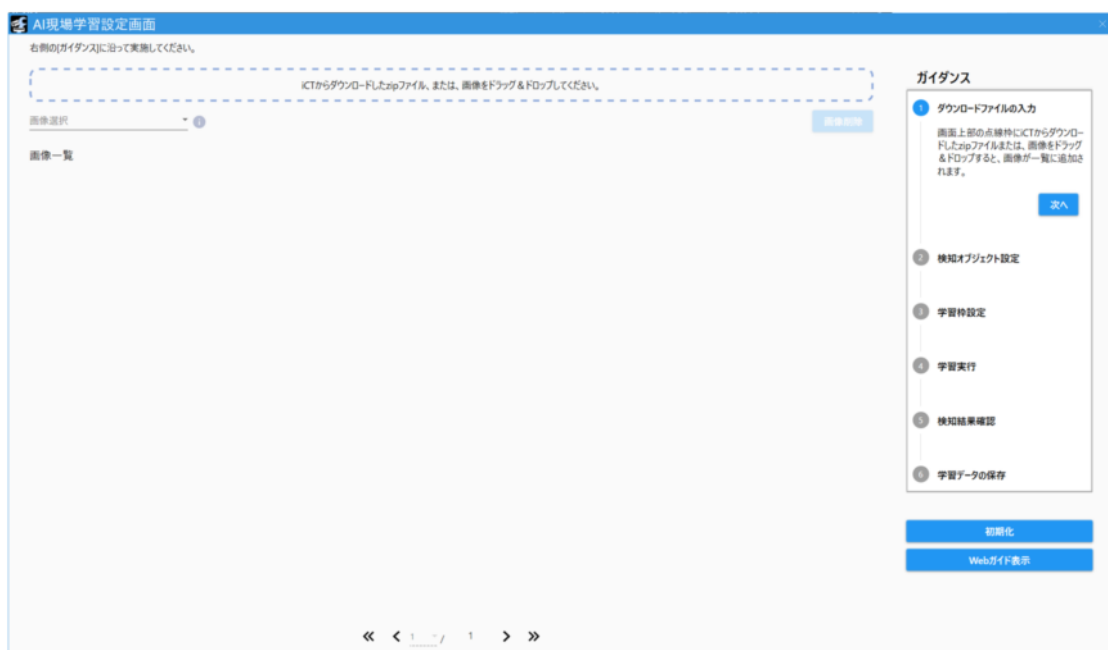 AI現場学習設定画面
右側の[ガイダンス]に沿って実施してください。
iCTからダウンロードしたzipファイル、または、画像をドラッグ＆ドロップしてください。
画像選択
画像削除
画像一覧
ガイダンス
1 ダウンロードファイルの入力
画面上部の点線枠にiCTからダウンロー
ドしたzipファイルまたは、画像をドラッグ
＆ドロップすると、画像が一覧に追加さ
れます。
次へ
2 検知オブジェクト設定
3 学習枠設定
4 学習実行
5 検知結果確認
6 学習データの保存
初期化
Webガイド表示
1 / 1